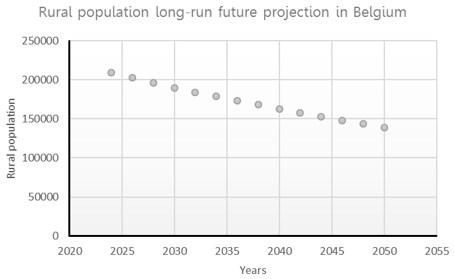 Rural population long-run future projection in Belgium
250000
200000
150000
100000
50000
0
Rural population
2020 2025 2030 2035 2040 2045 2050 2055
Years